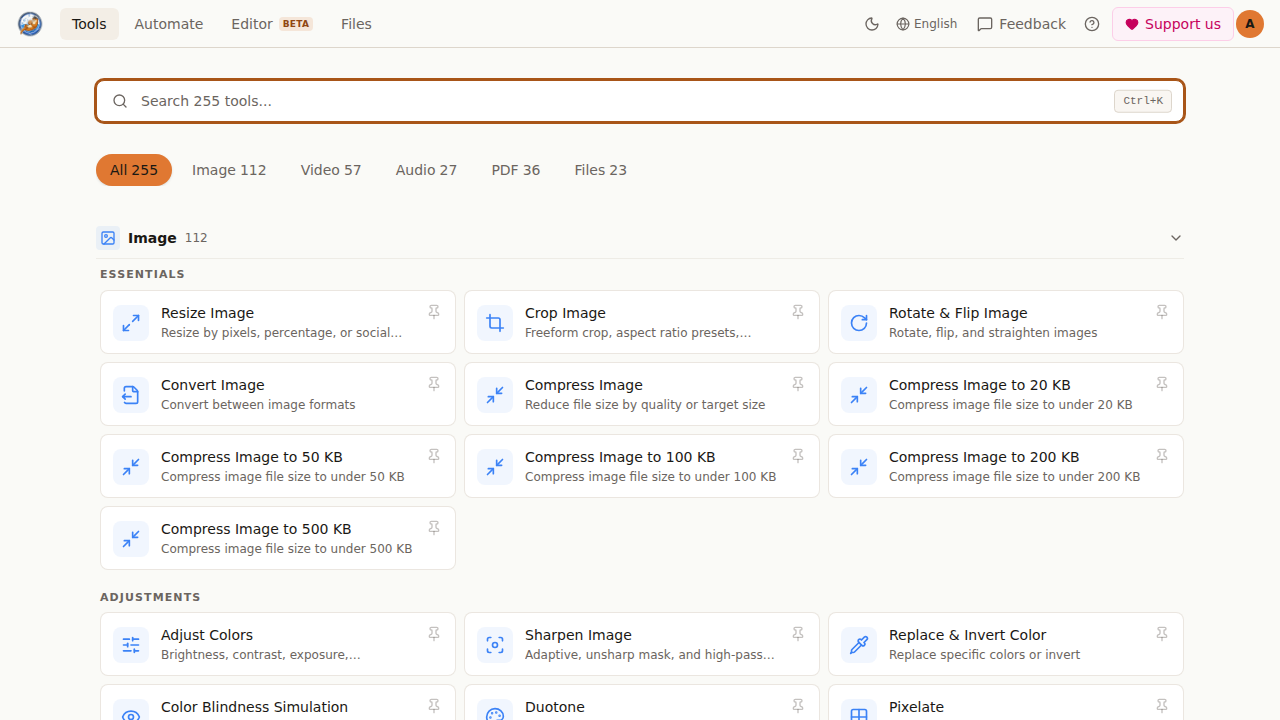 Tools
Automate
Editor BETA
Files
English
Feedback
Support us
A
Search 255 tools...
Ctrl+K
All 255
Image 112
Video 57
Audio 27
PDF 36
Files 23
Image 112
ESSENTIALS
Resize Image
Resize by pixels, percentage, or social…
Crop Image
Freeform crop, aspect ratio presets,…
Rotate & Flip Image
Rotate, flip, and straighten images
Convert Image
Convert between image formats
Compress Image
Reduce file size by quality or target size
Compress Image to 20 KB
Compress image file size to under 20 KB
Compress Image to 50 KB
Compress image file size to under 50 KB
Compress Image to 100 KB
Compress image file size to under 100 KB
Compress Image to 200 KB
Compress image file size to under 200 KB
Compress Image to 500 KB
Compress image file size to under 500 KB
ADJUSTMENTS
Adjust Colors
Brightness, contrast, exposure,…
Sharpen Image
Adaptive, unsharp mask, and high-pass…
Replace & Invert Color
Replace specific colors or invert
Color Blindness Simulation
Duotone
Pixelate